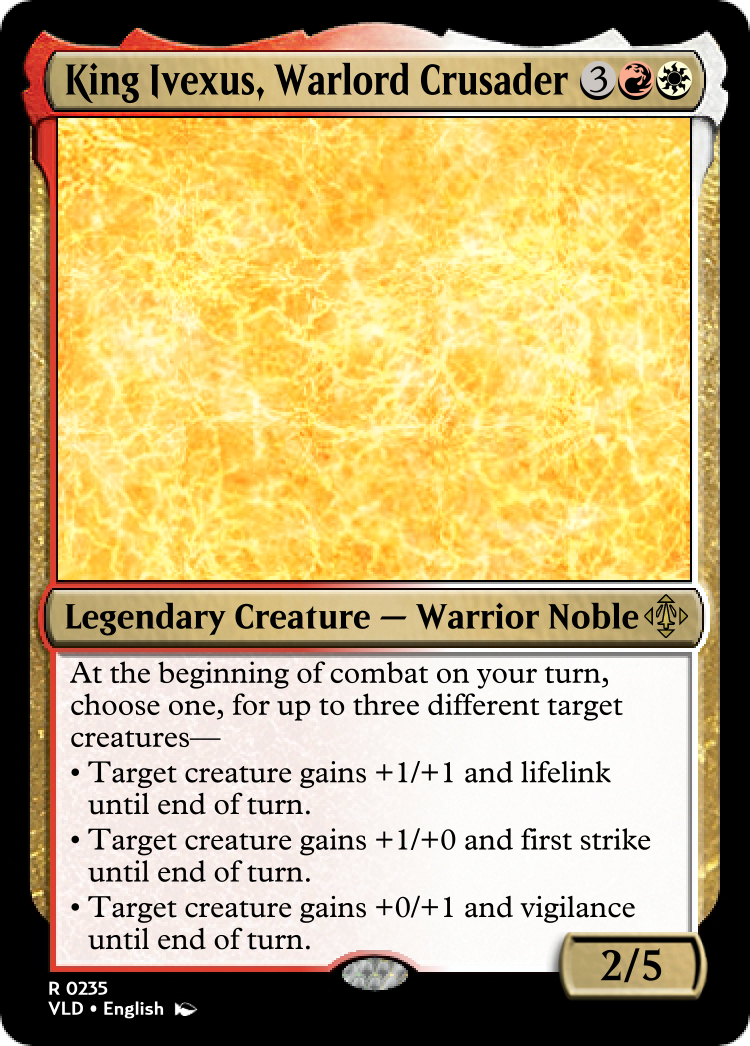 King Ivexus, Warlord Crusader 3
Legendary Creature — Warrior Noble
At the beginning of combat on your turn,
choose one, for up to three different target
creatures—
• Target creature gains +1/+1 and lifelink
until end of turn.
• Target creature gains +1/+0 and first strike
until end of turn.
• Target creature gains +0/+1 and vigilance
until end of turn.
2/5
R 0235
VLD • English